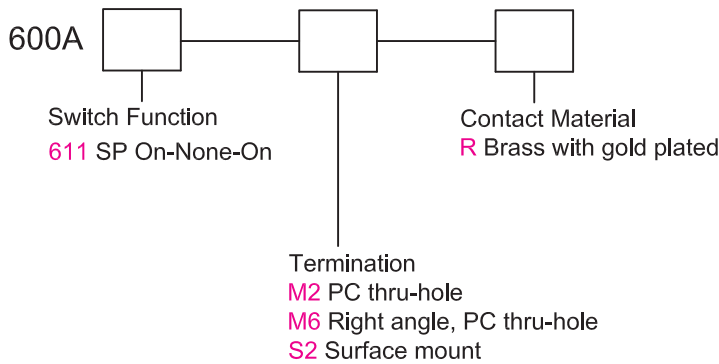 600A
Switch Function
611 SP On-None-On
Termination
M2 PC thru-hole
M6 Right angle, PC thru-hole
S2 Surface mount
Contact Material
R Brass with gold plated